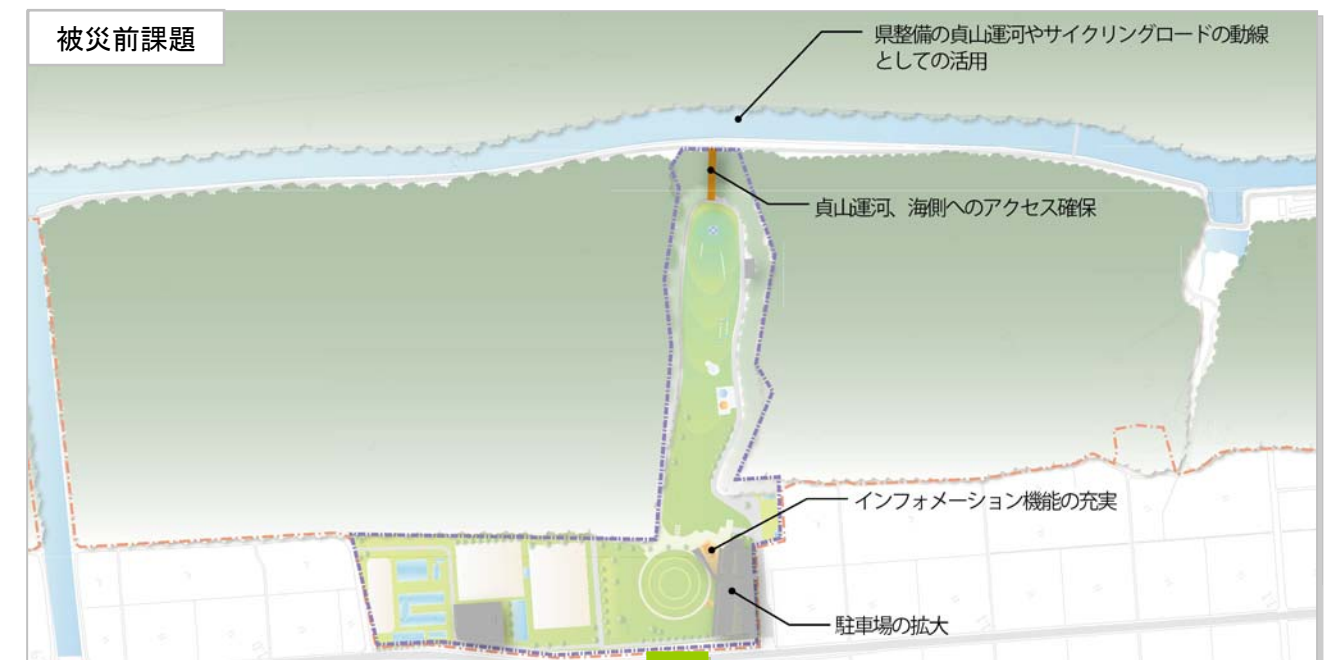 被災前課題
県整備の貞山運河やサイクリングロードの動線
としての活用
貞山運河、海側へのアクセス確保
インフォメーション機能の充実
駐車場の拡大